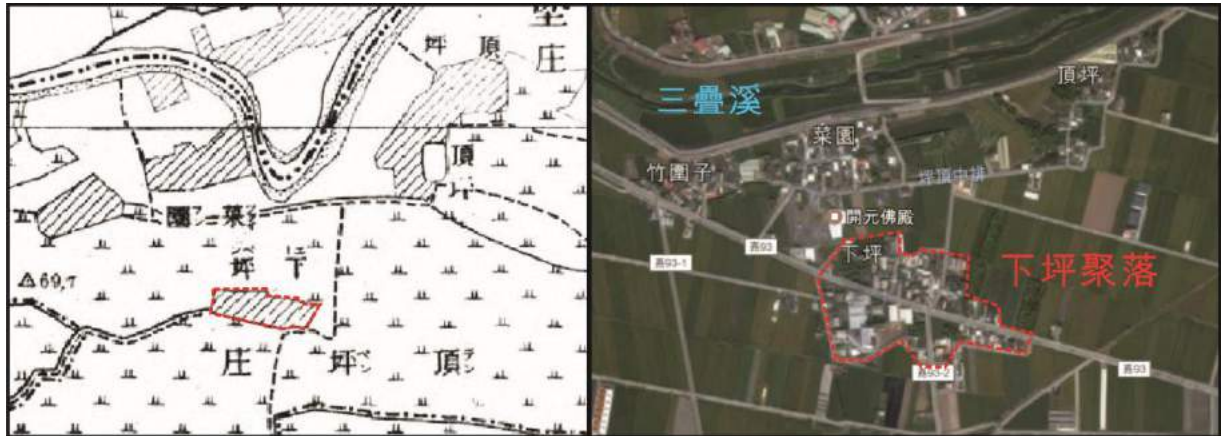 庄
坪頂
頂
園菜
坪下
69.7
庄坪頂
三疊溪
頂坪
菜園
竹圍子
坪頂中排
開元佛殿
下坪
嘉93
嘉93-1
下坪聚落
嘉93-2
嘉93